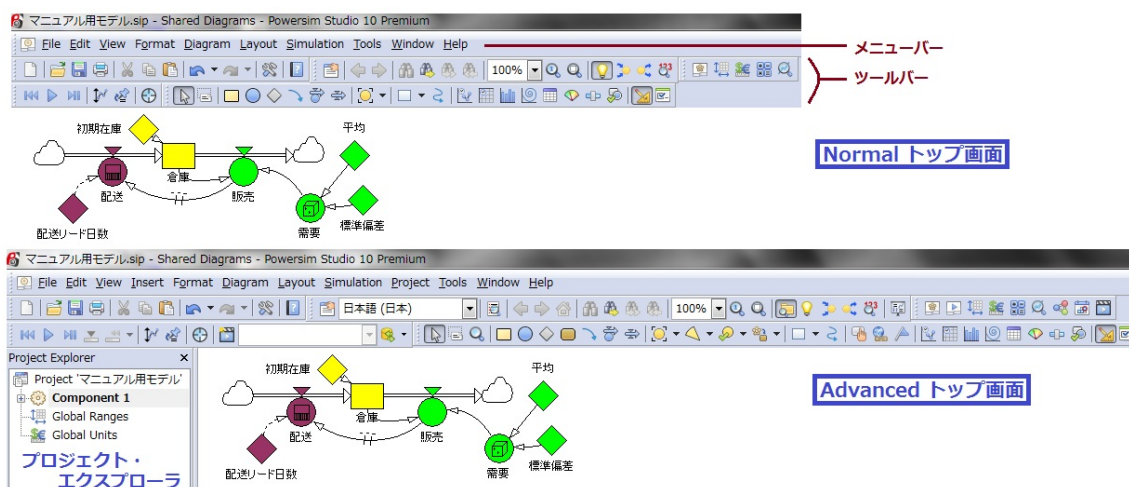 マニュアル用モデル.sip - Shared Diagrams - Powersim Studio 10 Premium
File Edit View Format Diagram Layout Simulation Tools Window Help
メニューバー
100%
123
ツールバー
初期在庫
平均
Normal トップ画面
倉庫
配送
販売
配送リード日数
需要
標準偏差
マニュアル用モデル.sip - Shared Diagrams - Powersim Studio 10 Premium
File Edit View Insert Format Diagram Layout Simulation Project Tools Window Help
日本語 (日本)
100%
123
Project Explorer
Project 'マニュアル用モデル'
Component 1
Global Ranges
Global Units
プロジェクト・
エクスプローラ
初期在庫
平均
Advanced トップ画面
倉庫
配送
販売
配送リード日数
需要
標準偏差